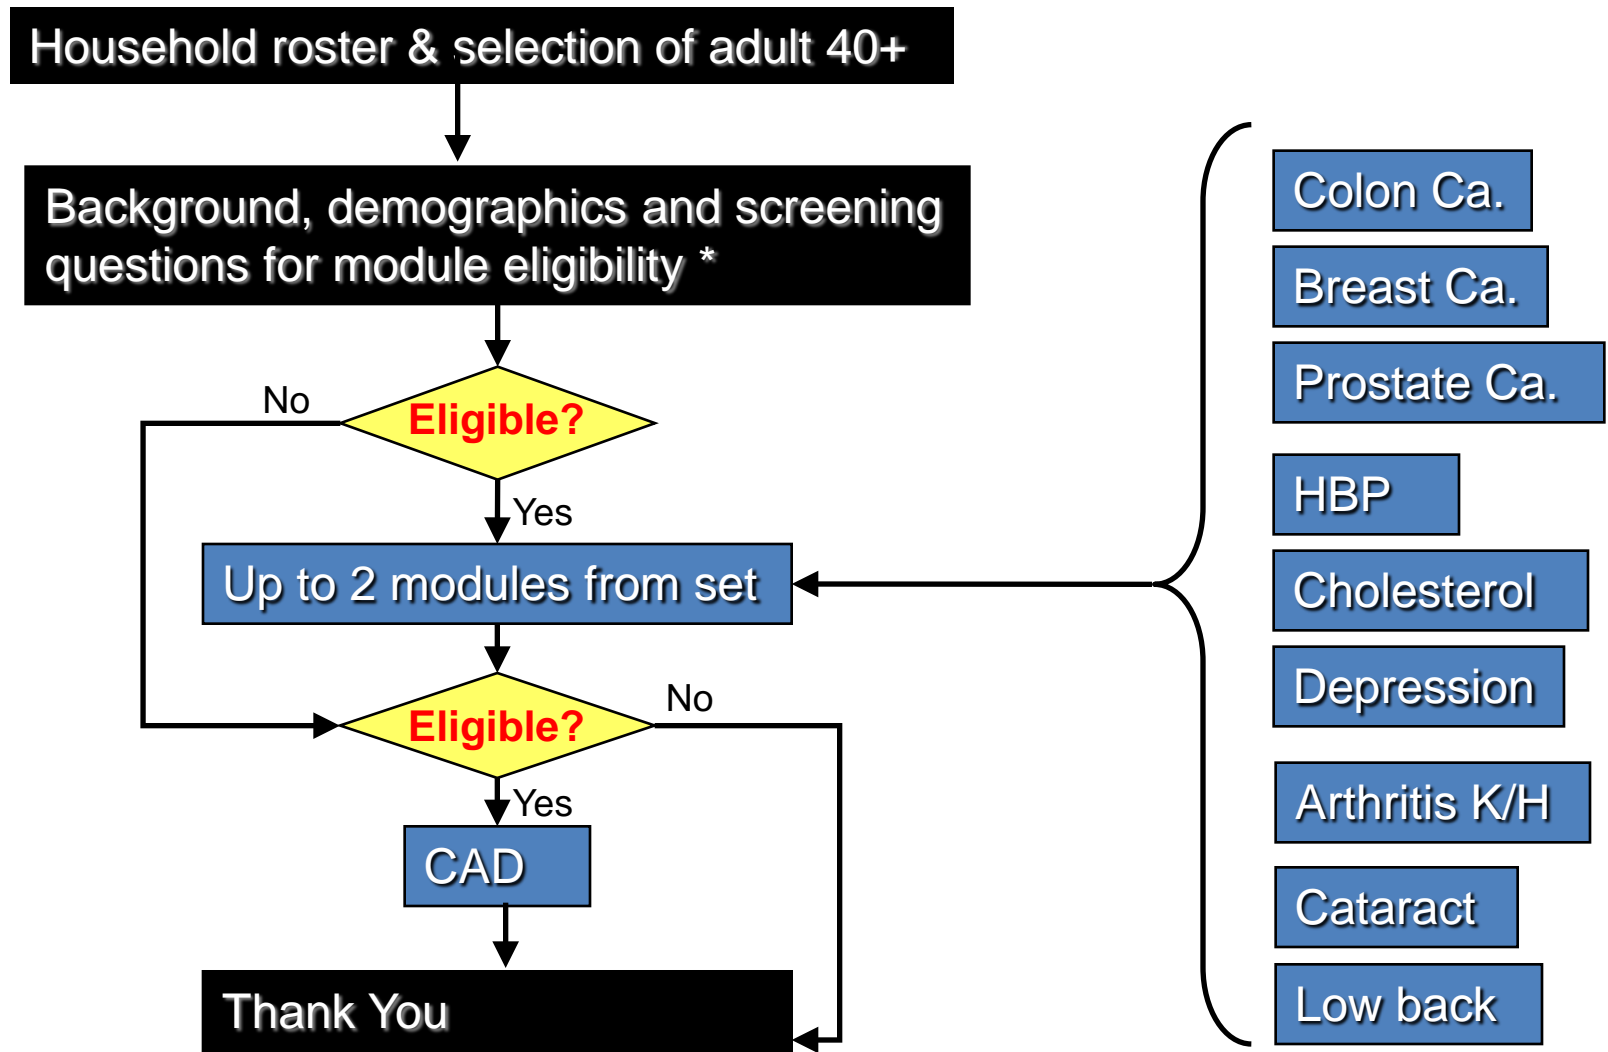 Household roster & selection of adult 40+
Background, demographics and screening
questions for module eligibility *
No
Eligible?
Yes
Up to 2 modules from set
Eligible?
No
Yes
CAD
Thank You
Colon Ca.
Breast Ca.
Prostate Ca.
HBP
Cholesterol
Depression
Arthritis K/H
Cataract
Low back